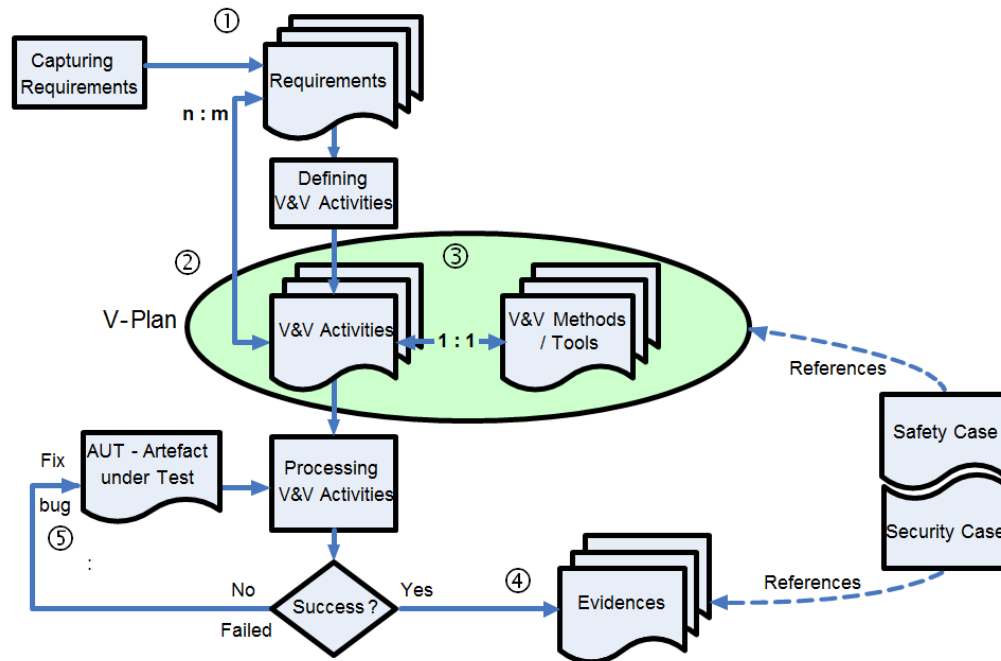 ①
Capturing
Requirements
Requirements
n : m
Defining
V&V Activities
②
③
V-Plan
V&V Activities
1 : 1
V&V Methods
/ Tools
References
Safety Case
Security Case
Fix
bug
⑤
:
AUT - Artefact
under Test
Processing
V&V Activities
No
Failed
Success ?
Yes
④
Evidences
References